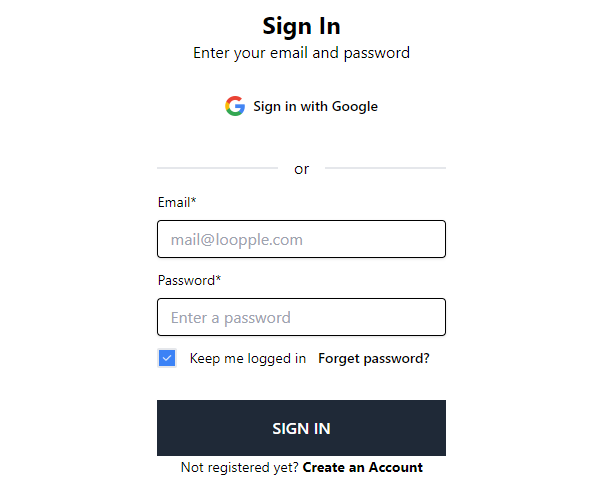 Sign In
Enter your email and password
Sign in with Google
or
Email*
mail@loopple.com
Password*
Enter a password
Keep me logged in Forget password?
SIGN IN
Not registered yet? Create an Account